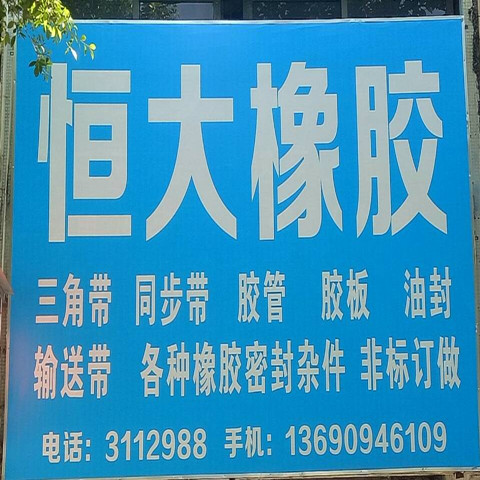 恒大橡胶
三角带 同步带 胶管 胶板 油封
输送带 各种橡胶密封杂件 非标订做
电话：3112988 手机：13690946109